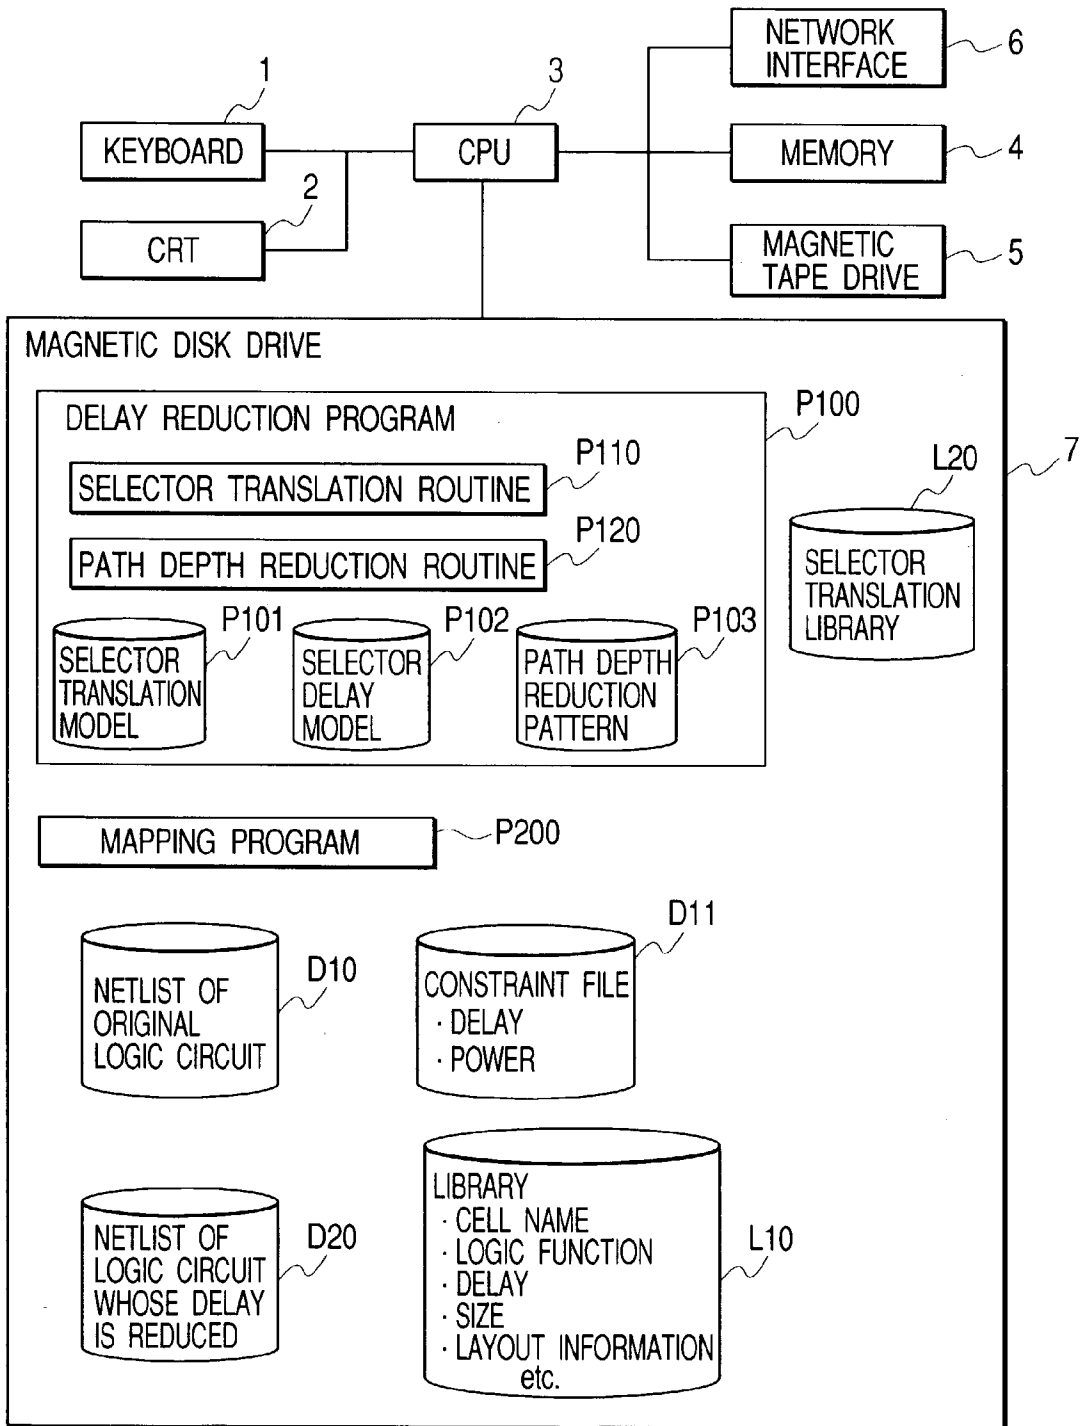 NETWORK
INTERFACE
6
1
3
KEYBOARD
CPU
MEMORY
4
2
CRT
MAGNETIC
TAPE DRIVE
5
MAGNETIC DISK DRIVE
DELAY REDUCTION PROGRAM
P100
7
P110
SELECTOR TRANSLATION ROUTINE
L20
P120
PATH DEPTH REDUCTION ROUTINE
SELECTOR
TRANSLATION
LIBRARY
P101
SELECTOR
TRANSLATION
MODEL
P102
SELECTOR
DELAY
MODEL
P103
PATH DEPTH
REDUCTION
PATTERN
MAPPING PROGRAM
P200
D10
NETLIST OF
ORIGINAL
LOGIC CIRCUIT
D11
CONSTRAINT FILE
· DELAY
· POWER
D20
NETLIST OF
LOGIC CIRCUIT
WHOSE DELAY
IS REDUCED
L10
LIBRARY
· CELL NAME
· LOGIC FUNCTION
· DELAY
· SIZE
· LAYOUT INFORMATION
etc.